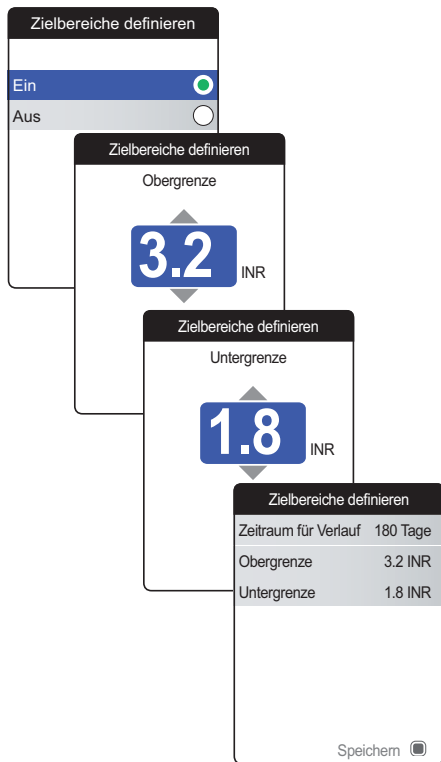 Zielbereiche definieren
Ein
Aus
Zielbereiche definieren
Obergrenze
3.2 INR
Zielbereiche definieren
Untergrenze
1.8 INR
Zielbereiche definieren
Zeitraum für Verlauf 180 Tage
Obergrenze 3.2 INR
Untergrenze 1.8 INR
Speichern